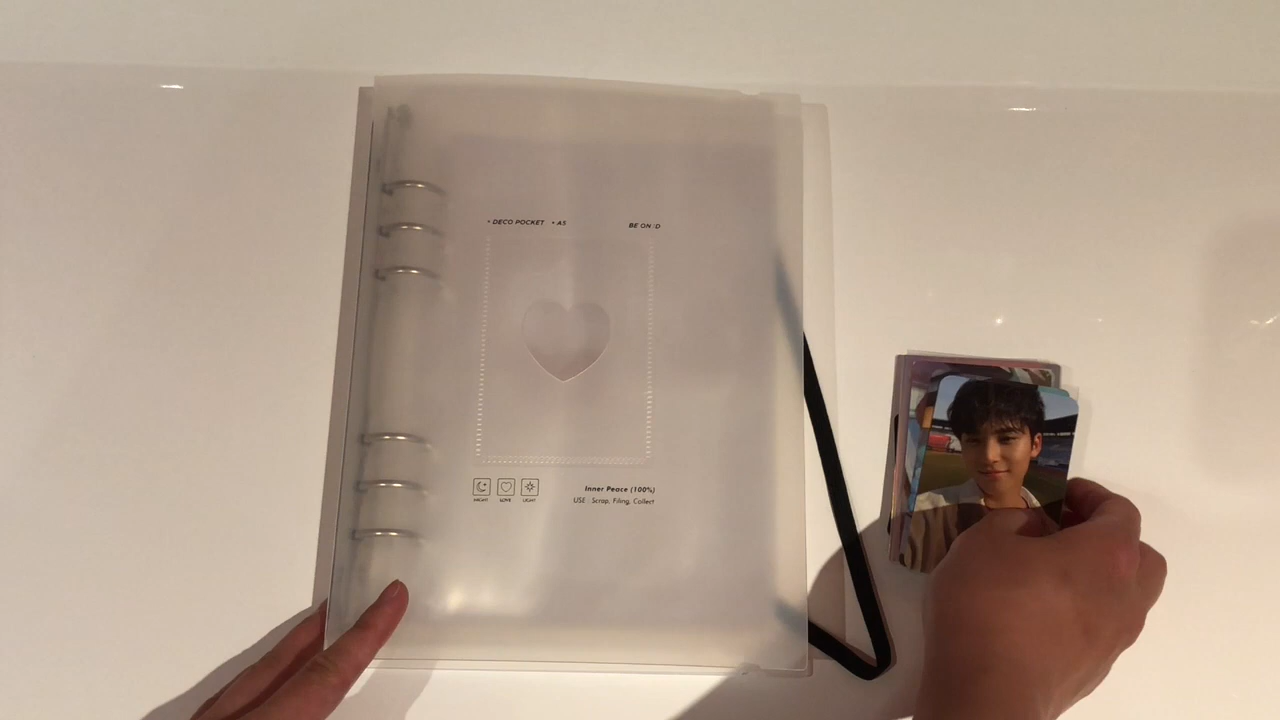 • DECO POCKET • A5 BE ON :D
NIGHT LOVE LIGHT
Inner Peace (100%)
USE : Scrap, Filing, Collect